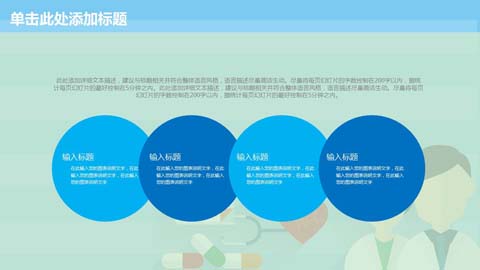 单击此处添加标题
此处添加详细文本描述，建议与标题相关并符合整体语言风格，语言描述尽量简洁生动。尽量将每页幻灯片的字数控制在200字以内，据统
计每页幻灯片的最好控制在5分钟之内。此处添加详细文本描述，建议与标题相关并符合整体语言风格，语言描述尽量简洁生动。尽量将每页
幻灯片的字数控制在200字以内，据统计每页幻灯片的最好控制在5分钟之内。
输入标题
在此输入您的图表说明文字，在此输入
您的图表说明文字，在此输入您的图表
说明文字
输入标题
在此输入您的图表说明文字，在此输入
您的图表说明文字，在此输入您的图表
说明文字
输入标题
在此输入您的图表说明文字，在此输入
您的图表说明文字，在此输入您的图表
说明文字
输入标题
在此输入您的图表说明文字，在此输入
您的图表说明文字，在此输入您的图表
说明文字